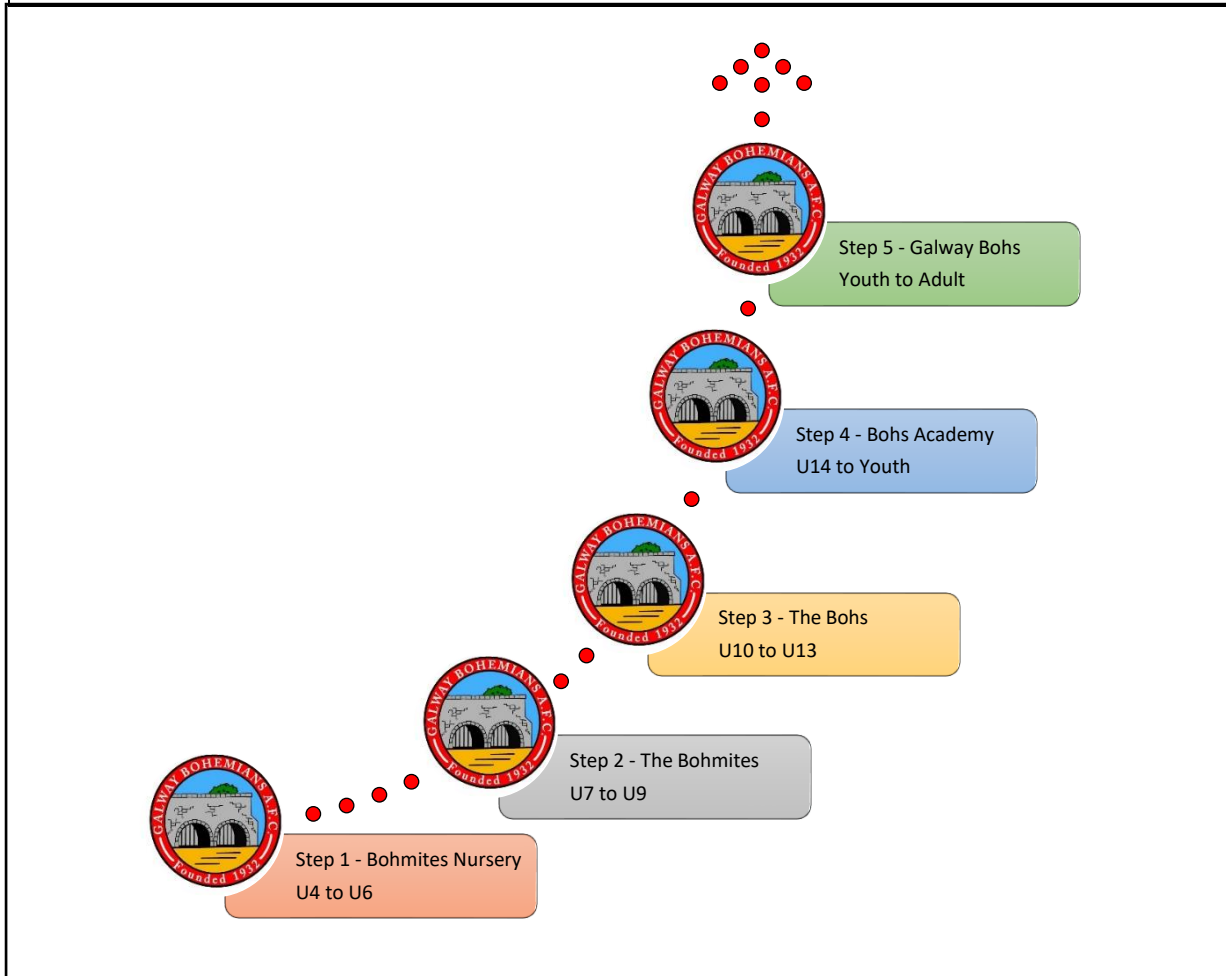 GALWAY BOHEMIANS A.F.C.
Founded 1932
Step 5 - Galway Bohs
Youth to Adult
GALWAY BOHEMIANS A.F.C.
Founded 1932
Step 4 - Bohs Academy
U14 to Youth
GALWAY BOHEMIANS A.F.C.
Founded 1932
Step 3 - The Bohs
U10 to U13
GALWAY BOHEMIANS A.F.C.
Founded 1932
Step 2 - The Bohmites
U7 to U9
GALWAY BOHEMIANS A.F.C.
Founded 1932
Step 1 - Bohmites Nursery
U4 to U6